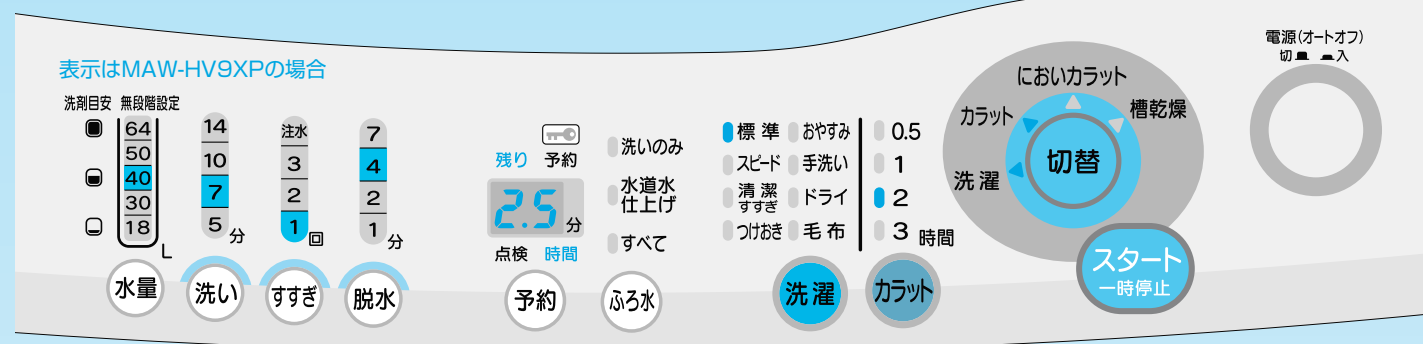 表示はMAW-HV9XPの場合
電源(オートオフ)
切 入
洗剤目安 無段階設定
64
50
40
30
18
L
水量
14
10
7
5
分
洗い
注水
3
2
1
回
すすぎ
7
4
2
1
分
脱水
残り 予約
2.5 分
点検 時間
予約
洗いのみ
水道水
仕上げ
すべて
ふろ水
標準 おやすみ
スピード 手洗い
清潔
すすぎ
ドライ
つけおき 毛布
洗濯
0.5
1
2
3 時間
カラット
においカラット
カラット
槽乾燥
洗濯
切替
スタート
一時停止